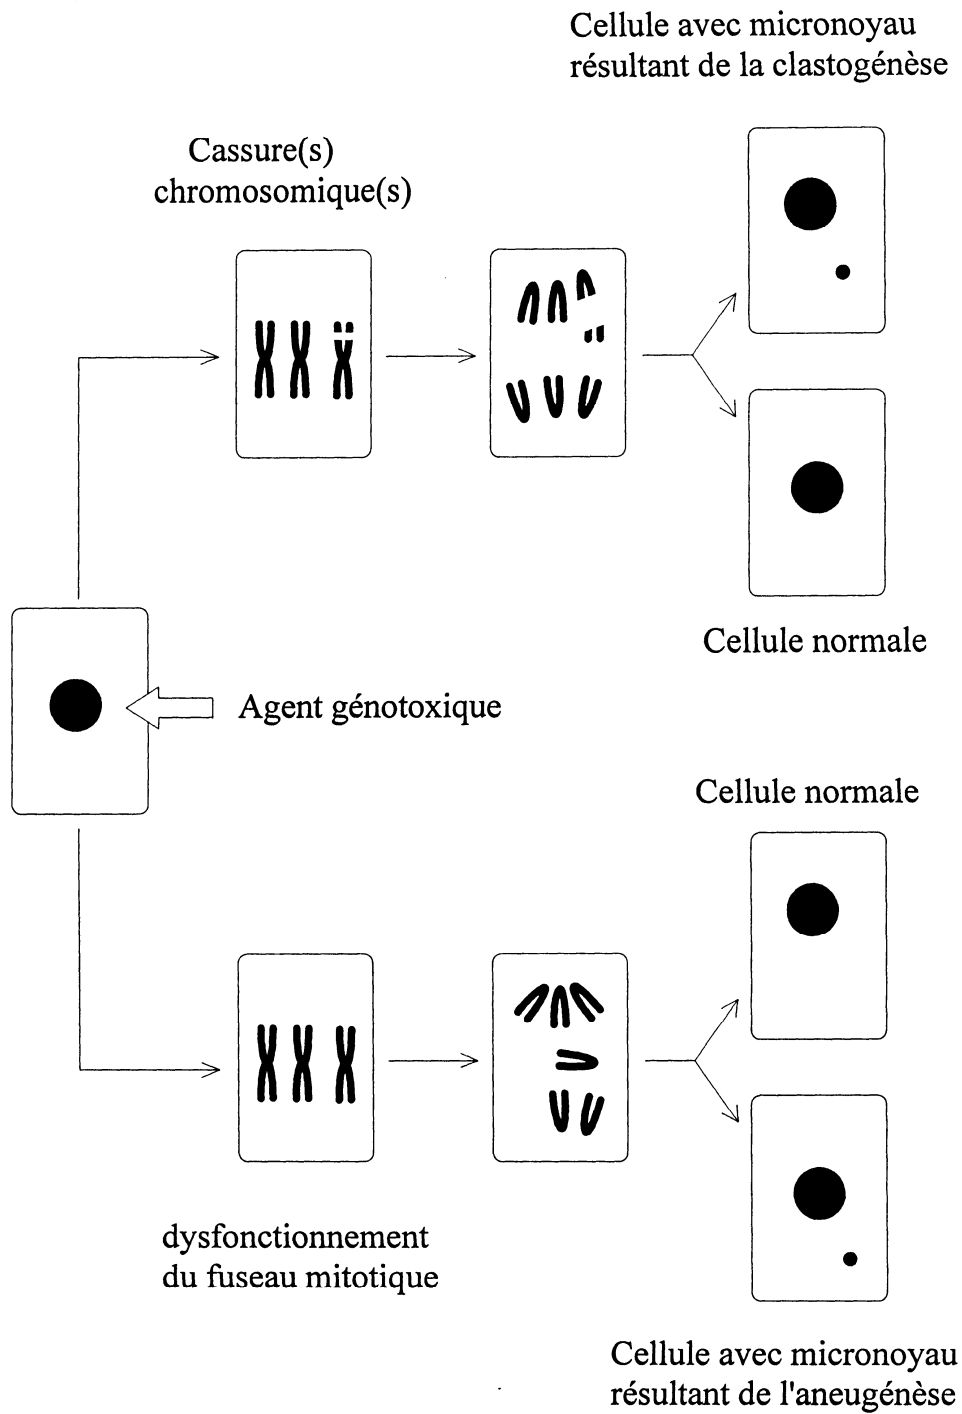 Cellule avec micronoyau
résultant de la clastogénèse
Cassure(s)
chromosomique(s)
Cellule normale
Agent génotoxique
Cellule normale
dysfonctionnement
du fuseau mitotique
Cellule avec micronoyau
résultant de l'aneugénèse